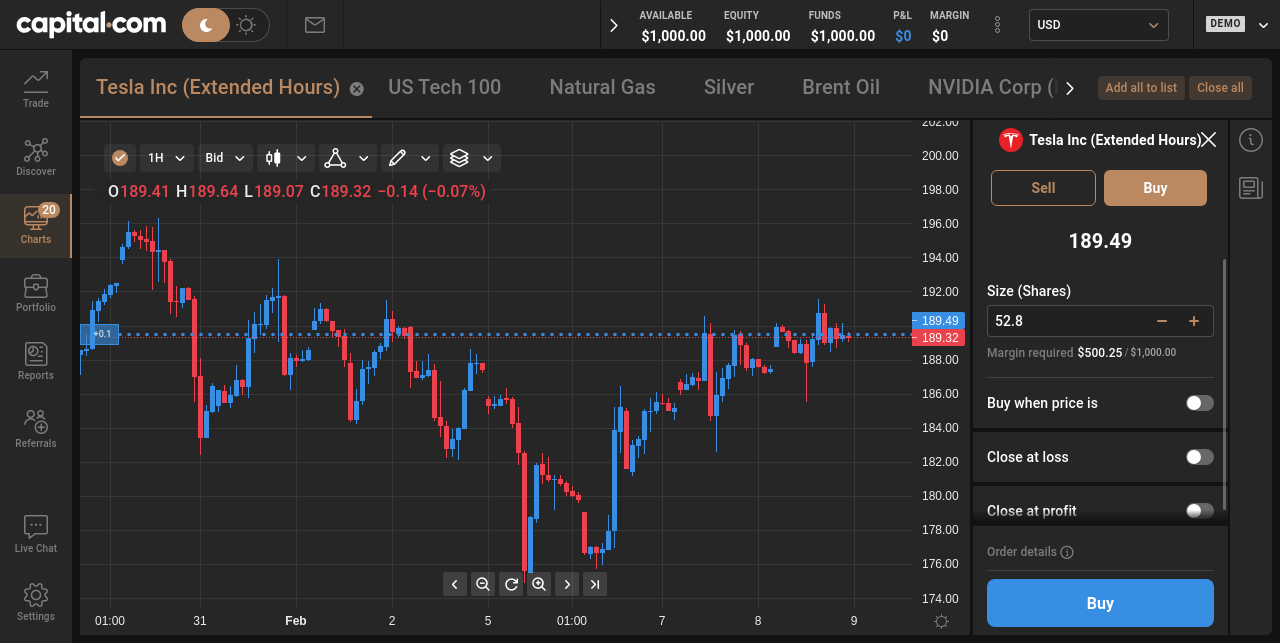 capital.com
AVAILABLE EQUITY FUNDS P&L MARGIN
$1,000.00 $1,000.00 $1,000.00 $0 $0
USD
DEMO
Trade
Discover
20
Charts
Portfolio
Reports
Referrals
Live Chat
Settings
Tesla Inc (Extended Hours) US Tech 100 Natural Gas Silver Brent Oil NVIDIA Corp (
Add all to list Close all
1H Bid
O189.41 H189.64 L189.07 C189.32 −0.14 (−0.07%)
+0.1
202.00
200.00
198.00
196.00
194.00
192.00
189.49
189.32
188.00
186.00
184.00
182.00
180.00
178.00
176.00
174.00
01:00 31 Feb 2 5 01:00 7 8 9
Tesla Inc (Extended Hours)
Sell Buy
189.49
Size (Shares)
52.8
Margin required $500.25 / $1,000.00
Buy when price is
Close at loss
Close at profit
Order details
Buy